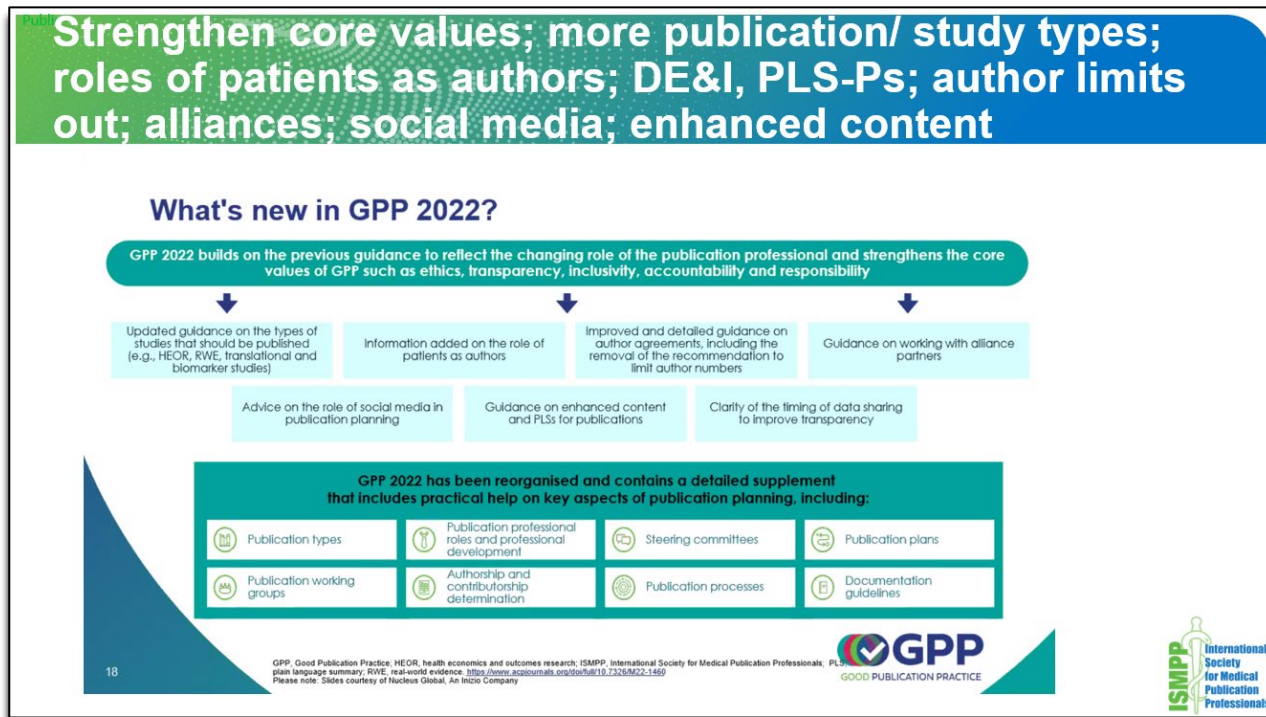 Publi
Strengthen core values; more publication/ study types;
roles of patients as authors; DE&I, PLS-Ps; author limits
out; alliances; social media; enhanced content
What's new in GPP 2022?
GPP 2022 builds on the previous guidance to reflect the changing role of the publication professional and strengthens the core
values of GPP such as ethics, transparency, inclusivity, accountability and responsibility
Updated guidance on the types of
studies that should be published
(e.g., HEOR, RWE, translational and
biomarker studies)
Information added on the role of
patients as authors
Improved and detailed guidance on
author agreements, including the
removal of the recommendation to
limit author numbers
Guidance on working with alliance
partners
Advice on the role of social media in
publication planning
Guidance on enhanced content
and PLSs for publications
Clarity of the timing of data sharing
to improve transparency
GPP 2022 has been reorganised and contains a detailed supplement
that includes practical help on key aspects of publication planning, including:
Publication types
Publication professional
roles and professional
development
Steering committees
Publication plans
Publication working
groups
Authorship and
contributorship
determination
Publication processes
Documentation
guidelines
18
GPP, Good Publication Practice; HEOR, health economics and outcomes research; ISMPP, International Society for Medical Publication Professionals; PLS
plain language summary; RWE, real-world evidence. https://www.acpjournals.org/doi/full/10.7326/M22-1460
Please note: Slides courtesy of Nucleus Global, An Inizio Company
GPP
GOOD PUBLICATION PRACTICE
ISMPP
International
Society
for Medical
Publication
Professionals